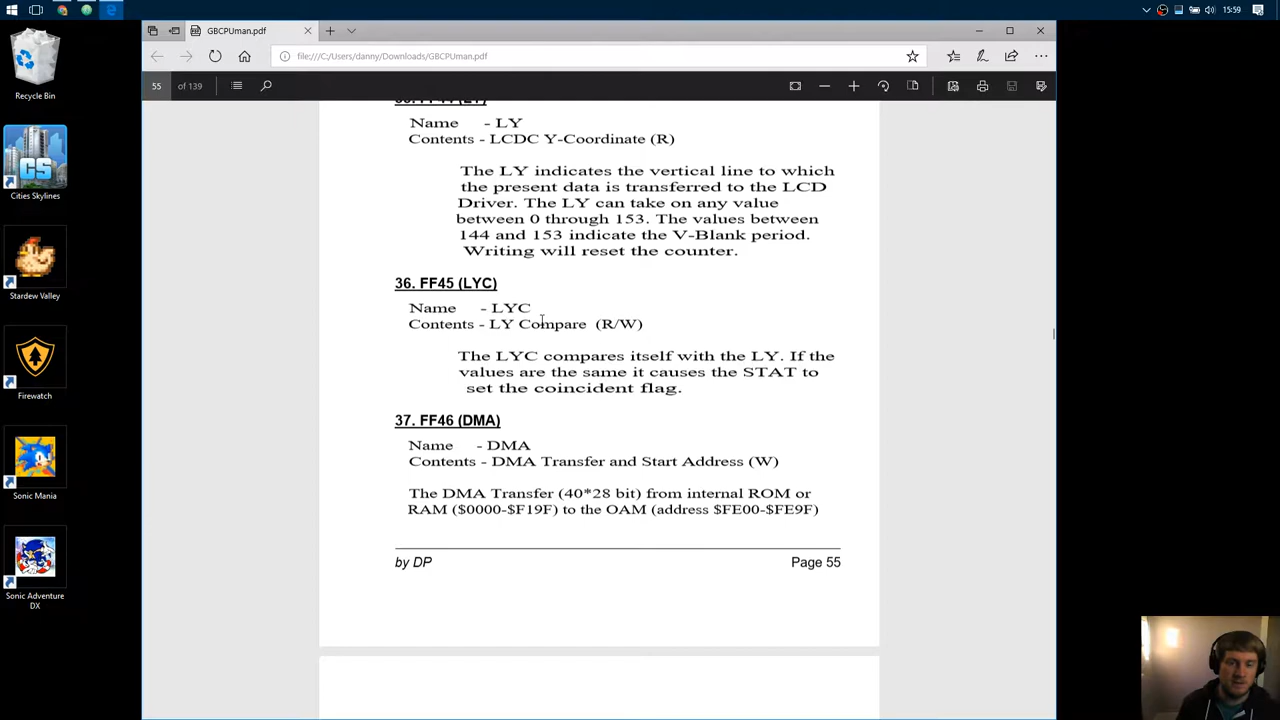 15:59
GBCPUman.pdf
file:///C:/Users/danny/Downloads/GBCPUman.pdf
55 of 139
Recycle Bin
CS
Cities Skylines
Stardew Valley
Firewatch
Sonic Mania
Sonic Adventure
DX
35. FF44 (LY)
Name - LY
Contents - LCDC Y-Coordinate (R)
The LY indicates the vertical line to which
the present data is transferred to the LCD
Driver. The LY can take on any value
between 0 through 153. The values between
144 and 153 indicate the V-Blank period.
Writing will reset the counter.
36. FF45 (LYC)
Name - LYC
Contents - LY Compare (R/W)
The LYC compares itself with the LY. If the
values are the same it causes the STAT to
set the coincident flag.
37. FF46 (DMA)
Name - DMA
Contents - DMA Transfer and Start Address (W)
The DMA Transfer (40*28 bit) from internal ROM or
RAM ($0000-$F19F) to the OAM (address $FE00-$FE9F)
by DP Page 55